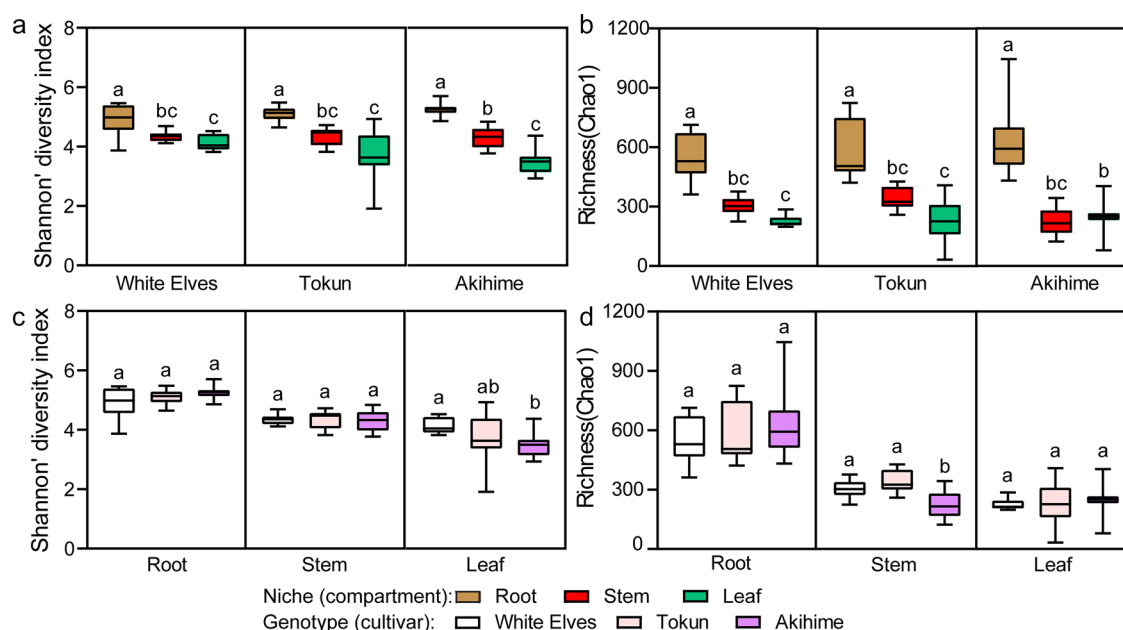 a
Shannon' diversity index
8
6
4
2
0
a bc c
a bc c
a b c
White Elves Tokun Akihime
b
Richness(Chao1)
1200
900
600
300
0
a bc c
a bc c
a bc b
White Elves Tokun Akihime
c
Shannon' diversity index
8
6
4
2
0
a a a
a a a
a ab b
Root Stem Leaf
d
Richness(Chao1)
1200
900
600
300
0
a a a
a a b
a a a
Root Stem Leaf
Niche (compartment): Root Stem Leaf
Genotype (cultivar): White Elves Tokun Akihime